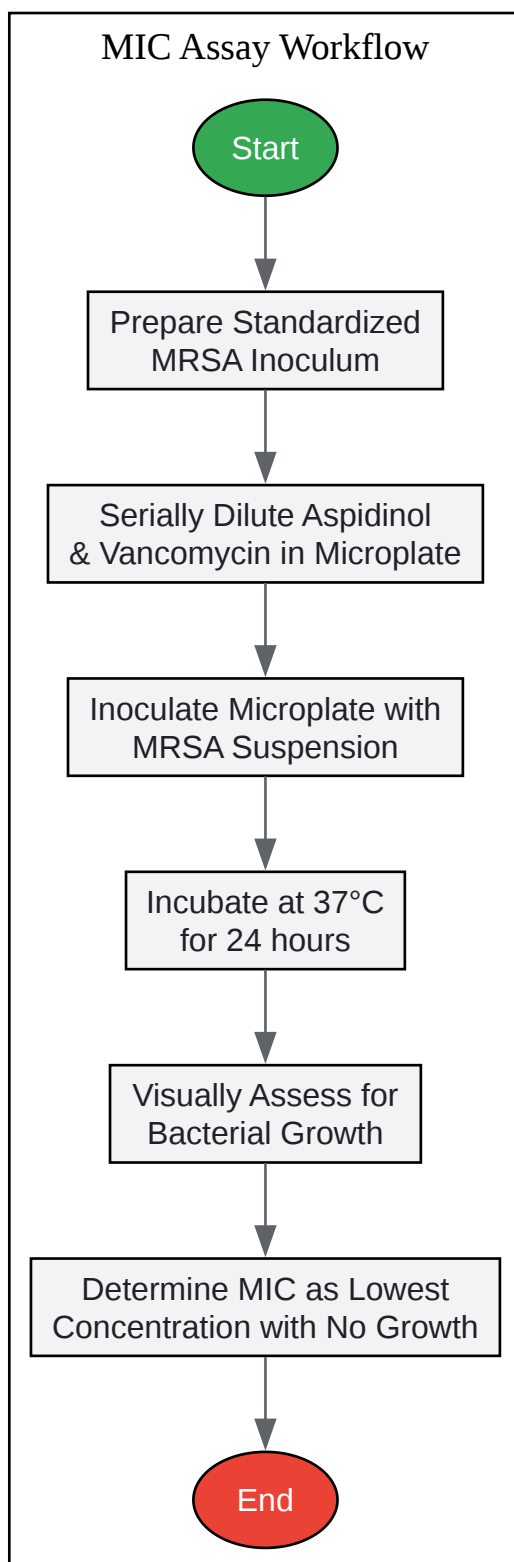 MIC Assay Workflow
Start
Prepare Standardized
MRSA Inoculum
Serially Dilute Aspidinol
& Vancomycin in Microplate
Inoculate Microplate with
MRSA Suspension
Incubate at 37°C
for 24 hours
Visually Assess for
Bacterial Growth
Determine MIC as Lowest
Concentration with No Growth
End